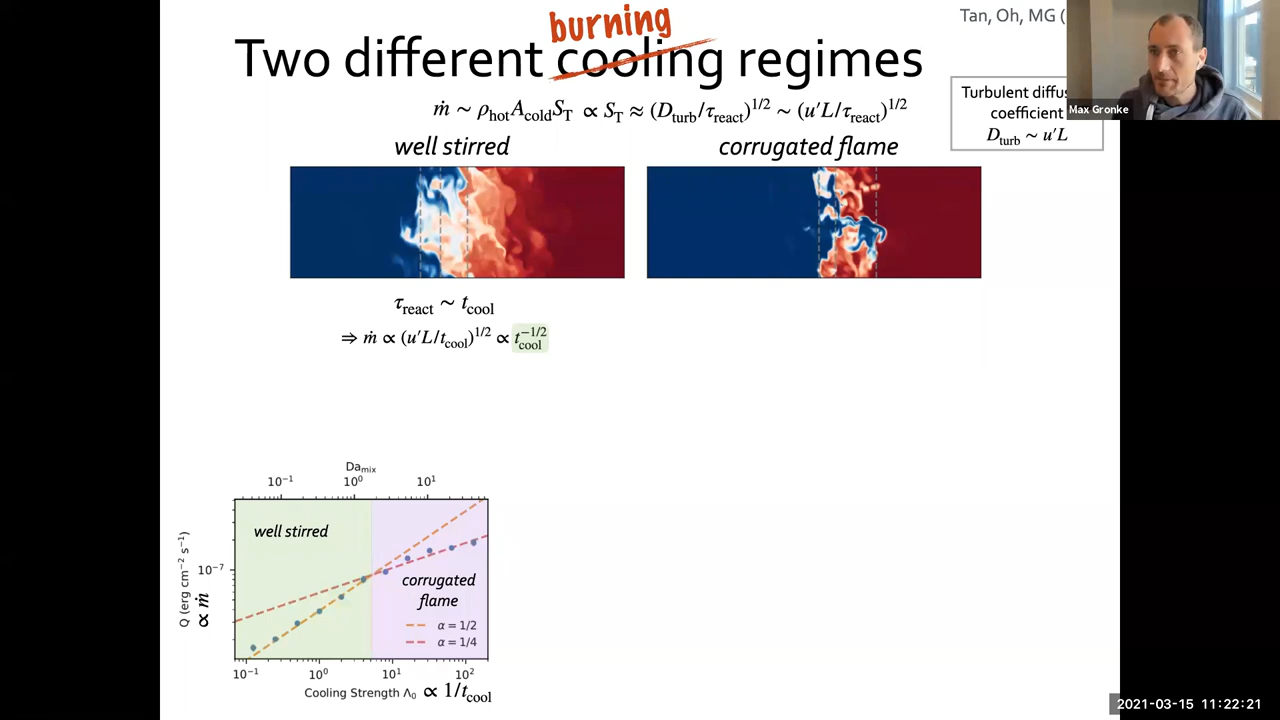 Tan, Oh, MG (
burning
Two different cooling regimes
ṁ ~ ρ_hot A_cold S_T ∝ S_T ≈ (D_turb/τ_react)^{1/2} ~ (u′L/τ_react)^{1/2}
Turbulent diffus
coefficient
D_turb ~ u′L
Max Gronke
well stirred
corrugated flame
τ_react ~ t_cool
⇒ ṁ ∝ (u′L/t_cool)^{1/2} ∝ t_cool^{−1/2}
Da_mix
10^{−1} 10^0 10^1
Q (erg cm^{−2} s^{−1})
∝ ṁ
10^{−7}
well stirred
corrugated
flame
α = 1/2
α = 1/4
10^{−1} 10^0 10^1 10^2
Cooling Strength Λ_0 ∝ 1/t_cool
2021-03-15 11:22:21